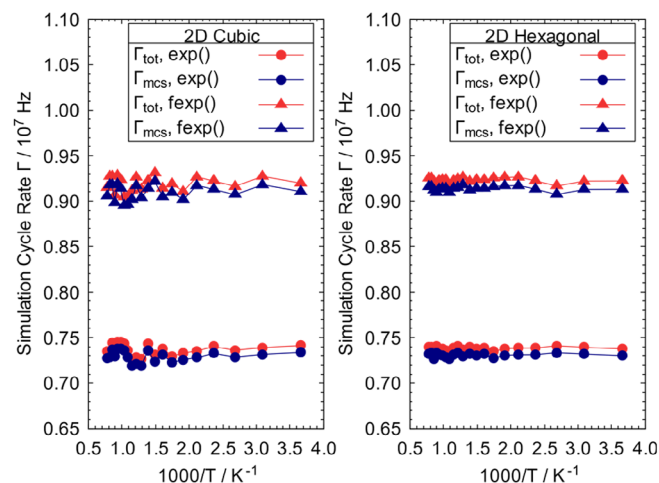 2D Cubic
Γtot, exp()
Γmcs, exp()
Γtot, fexp()
Γmcs, fexp()
Simulation Cycle Rate Γ / 10⁷ Hz
1.10
1.05
1.00
0.95
0.90
0.85
0.80
0.75
0.70
0.65
0.5 1.0 1.5 2.0 2.5 3.0 3.5 4.0
1000/T / K⁻¹
2D Hexagonal
Γtot, exp()
Γmcs, exp()
Γtot, fexp()
Γmcs, fexp()
Simulation Cycle Rate Γ / 10⁷ Hz
1.10
1.05
1.00
0.95
0.90
0.85
0.80
0.75
0.70
0.65
0.5 1.0 1.5 2.0 2.5 3.0 3.5 4.0
1000/T / K⁻¹